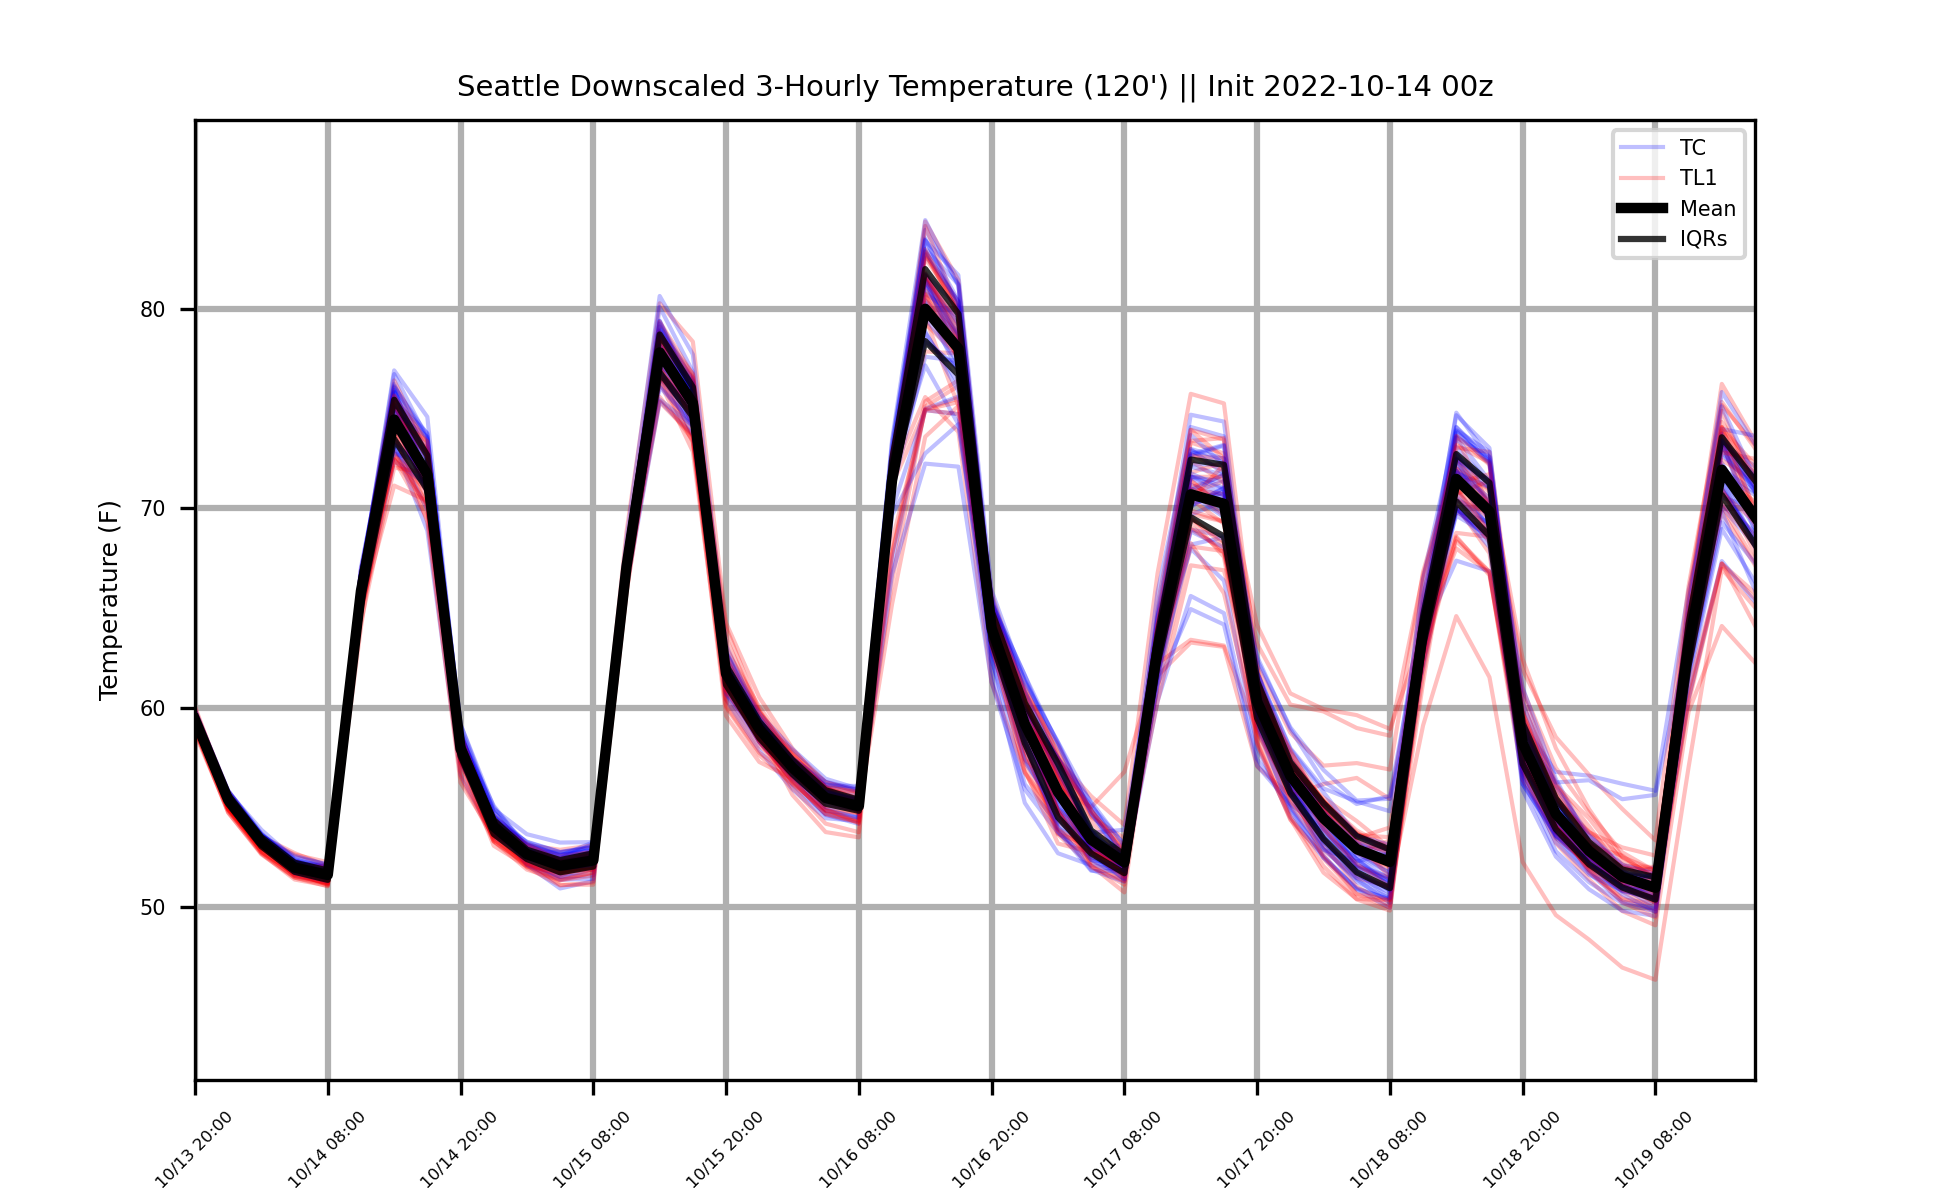 Seattle Downscaled 3-Hourly Temperature (120') || Init 2022-10-14 00z
TC
TL1
Mean
IQRs
Temperature (F)
80
70
60
50
10/13 20:00
10/14 08:00
10/14 20:00
10/15 08:00
10/15 20:00
10/16 08:00
10/16 20:00
10/17 08:00
10/17 20:00
10/18 08:00
10/18 20:00
10/19 08:00